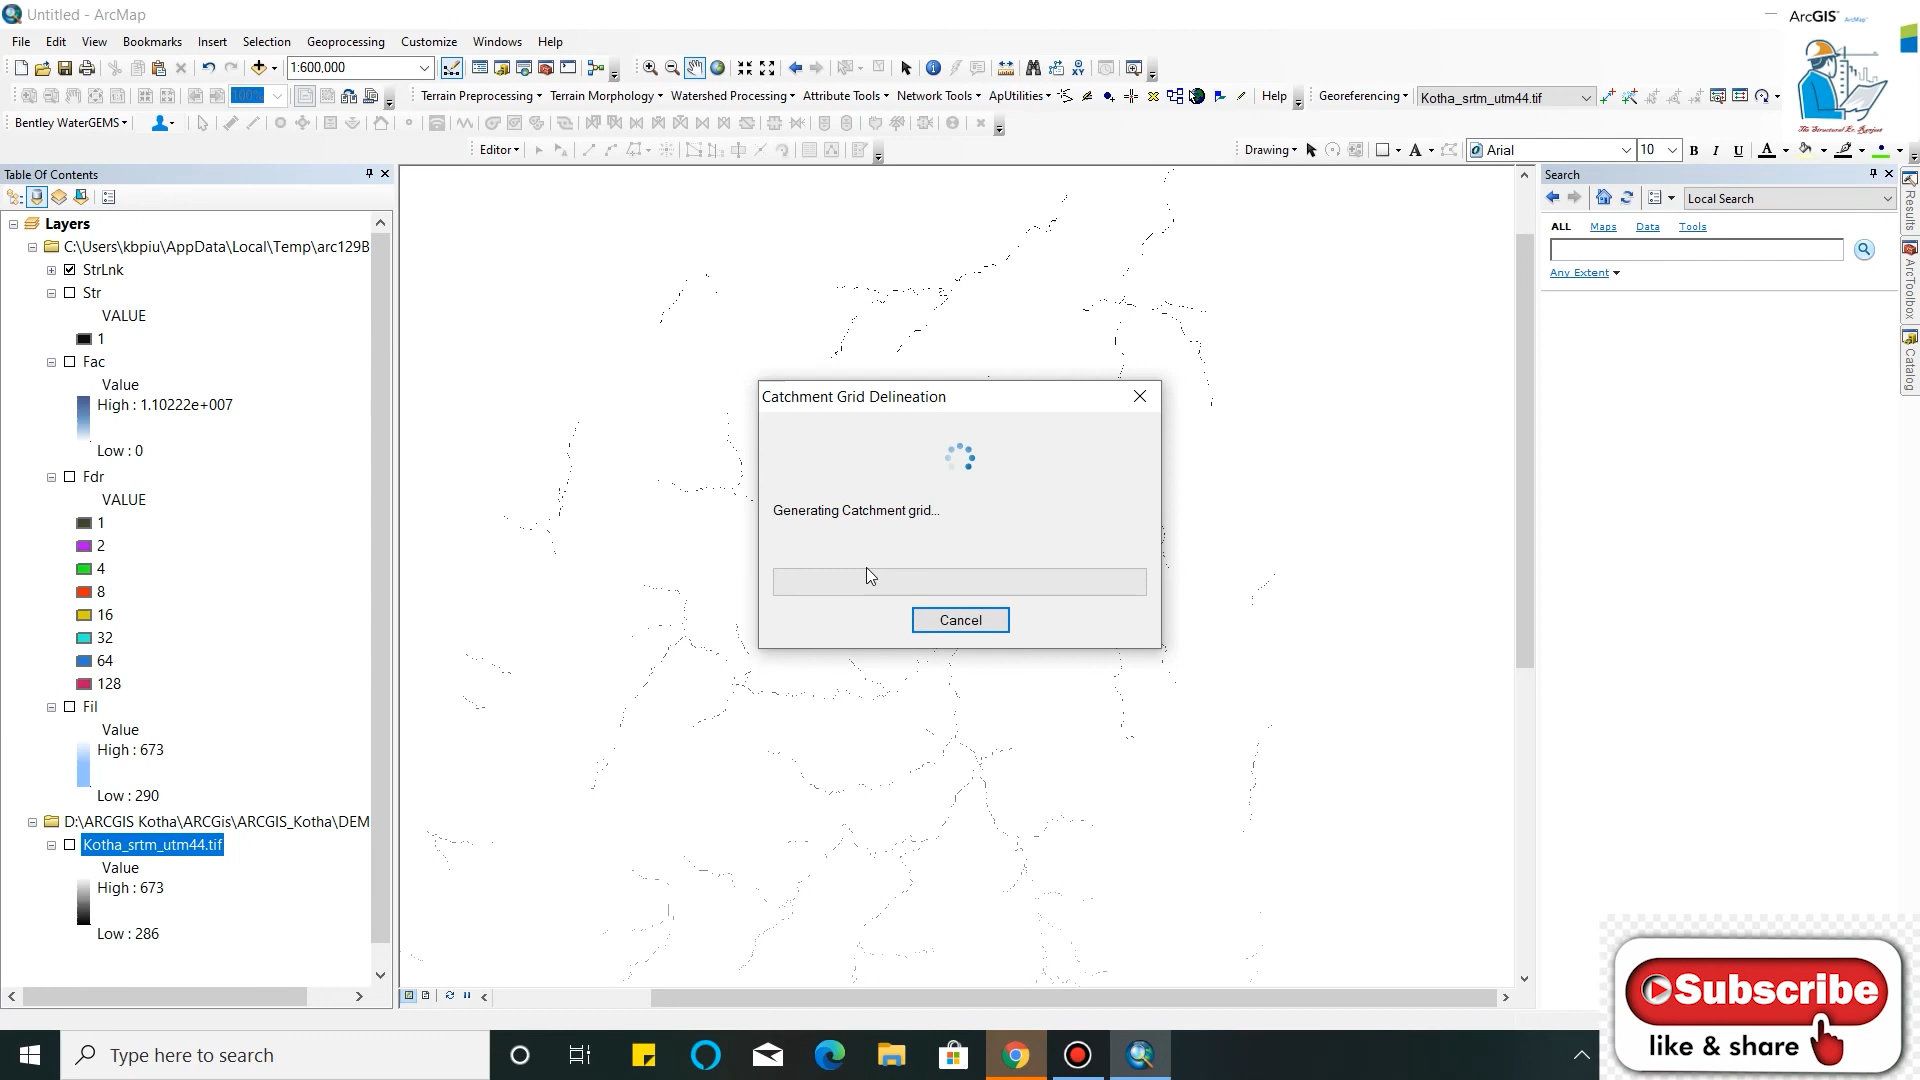 Untitled - ArcMap
ArcGIS
File Edit View Bookmarks Insert Selection Geoprocessing Customize Windows Help
1:600,000
100%
Terrain Preprocessing Terrain Morphology Watershed Processing Attribute Tools Network Tools ApUtilities Help
Georeferencing Kotha_srtm_utm44.tif
Bentley WaterGEMS
Editor
Drawing Arial 10 B I U A
Table Of Contents
Layers
C:\Users\kbpiu\AppData\Local\Temp\arc129B
StrLnk
Str
VALUE
1
Fac
Value
High : 1.10222e+007
Low : 0
Fdr
VALUE
1
2
4
8
16
32
64
128
Fil
Value
High : 673
Low : 290
D:\ARCGIS Kotha\ARCGis\ARCGIS_Kotha\DEM
Kotha_srtm_utm44.tif
Value
High : 673
Low : 286
Catchment Grid Delineation
Generating Catchment grid...
Cancel
Search
Local Search
ALL Maps Data Tools
Any Extent
Results
ArcToolbox
Catalog
Subscribe
like & share
Type here to search